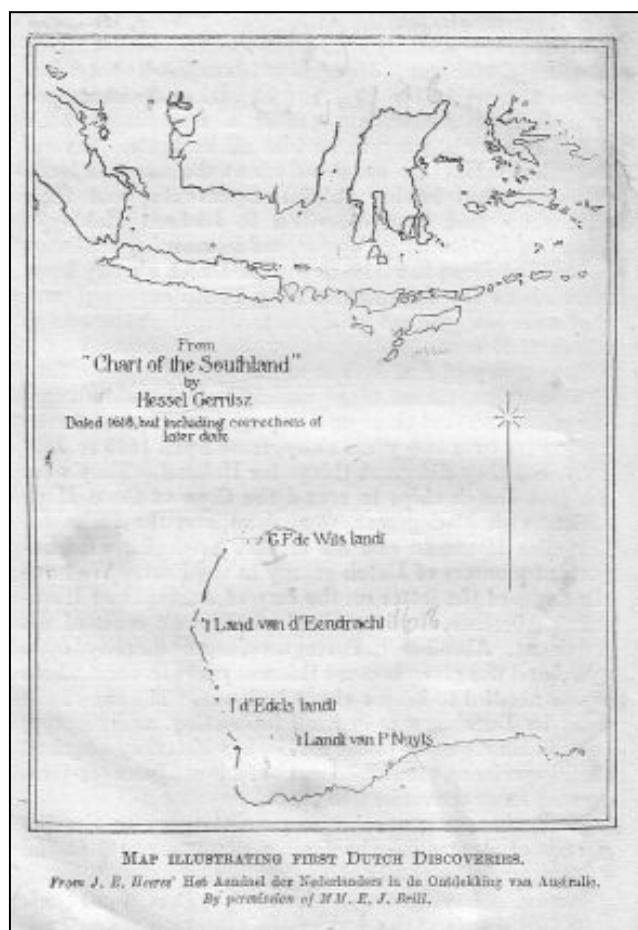 From
"Chart of the Southland"
by
Hessel Gerritsz
Dated 1618, but including corrections of
later date
G F de Wits landt
't Land van d'Eendracht
I d'Edels landt
't Landt van P Nuyts
MAP ILLUSTRATING FIRST DUTCH DISCOVERIES.
From J. E. Heeres' Het Aandeel der Nederlanders in de Ontdekking van Australie.
By permission of MM. E. J. Brill.